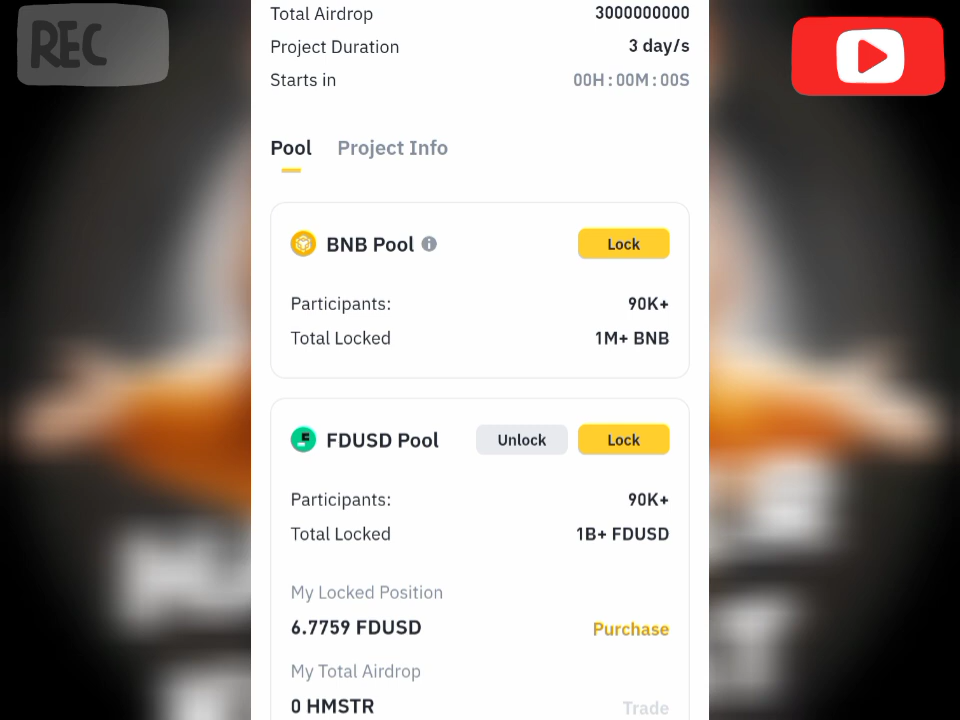 REC
Total Airdrop 3000000000
Project Duration 3 day/s
Starts in 00H : 00M : 00S
Pool Project Info
BNB Pool Lock
Participants: 90K+
Total Locked 1M+ BNB
FDUSD Pool Unlock Lock
Participants: 90K+
Total Locked 1B+ FDUSD
My Locked Position
6.7759 FDUSD Purchase
My Total Airdrop
0 HMSTR Trade